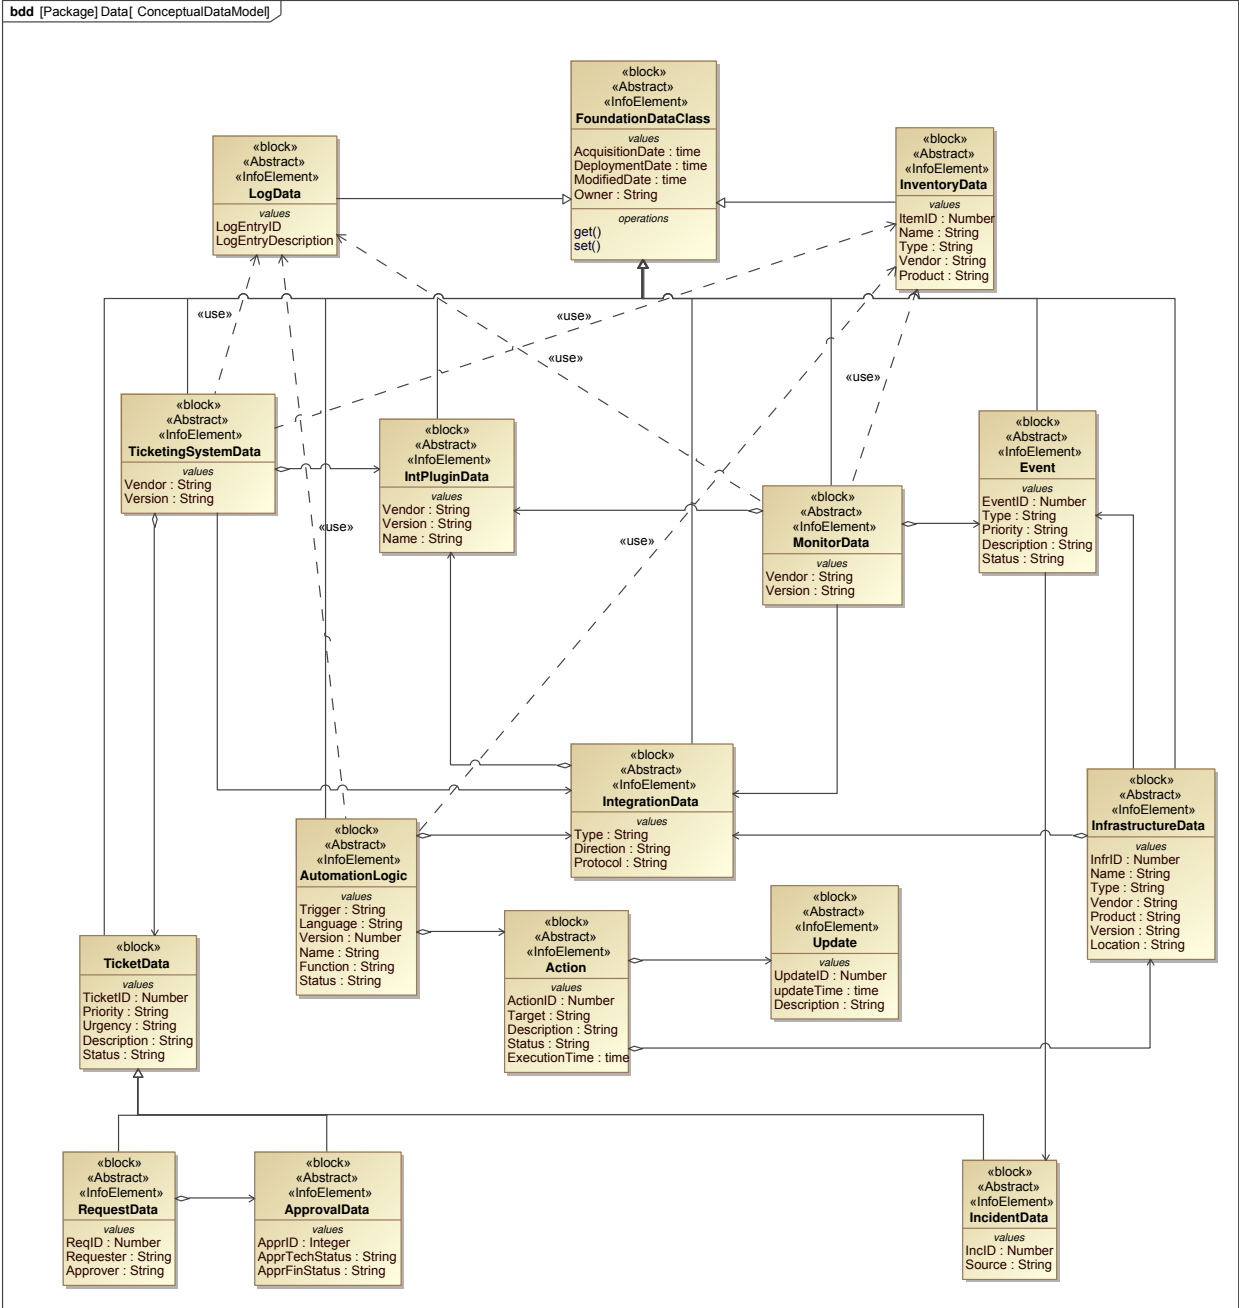 bdd [Package] Data[ ConceptualDataModel]
«block»
«Abstract»
«InfoElement»
FoundationDataClass
values
AcquisitionDate : time
DeploymentDate : time
ModifiedDate : time
Owner : String
operations
get()
set()
«block»
«Abstract»
«InfoElement»
LogData
values
LogEntryID
LogEntryDescription
«block»
«Abstract»
«InfoElement»
InventoryData
values
ItemID : Number
Name : String
Type : String
Vendor : String
Product : String
«use»
«use»
«use»
«use»
«block»
«Abstract»
«InfoElement»
TicketingSystemData
values
Vendor : String
Version : String
«block»
«Abstract»
«InfoElement»
IntPluginData
values
Vendor : String
Version : String
Name : String
«block»
«Abstract»
«InfoElement»
Event
values
EventID : Number
Type : String
Priority : String
Description : String
Status : String
«block»
«Abstract»
«InfoElement»
MonitorData
values
Vendor : String
Version : String
«use»
«use»
«block»
«Abstract»
«InfoElement»
IntegrationData
values
Type : String
Direction : String
Protocol : String
«block»
«Abstract»
«InfoElement»
InfrastructureData
values
InfrID : Number
Name : String
Type : String
Vendor : String
Product : String
Version : String
Location : String
«block»
«Abstract»
«InfoElement»
AutomationLogic
values
Trigger : String
Language : String
Version : Number
Name : String
Function : String
Status : String
«block»
«Abstract»
«InfoElement»
Update
values
UpdateID : Number
updateTime : time
Description : String
«block»
«Abstract»
«InfoElement»
Action
values
ActionID : Number
Target : String
Description : String
Status : String
ExecutionTime : time
«block»
TicketData
values
TicketID : Number
Priority : String
Urgency : String
Description : String
Status : String
«block»
«Abstract»
«InfoElement»
RequestData
values
ReqID : Number
Requester : String
Approver : String
«block»
«Abstract»
«InfoElement»
ApprovalData
values
ApprID : Integer
ApprTechStatus : String
ApprFinStatus : String
«block»
«Abstract»
«InfoElement»
IncidentData
values
IncID : Number
Source : String